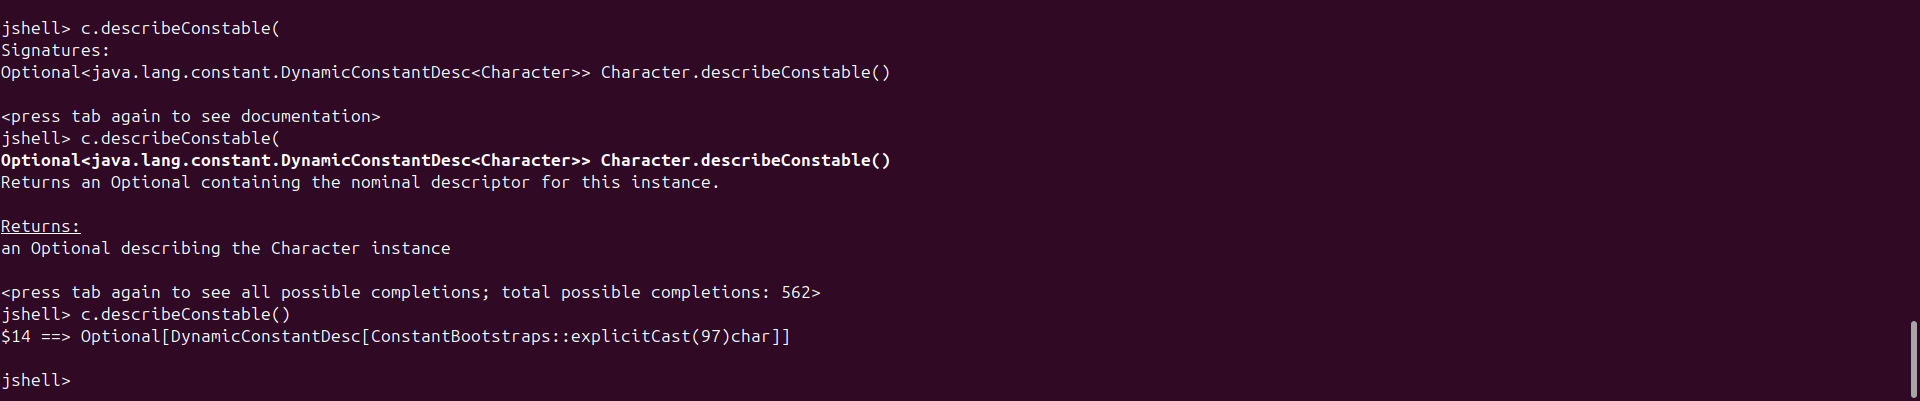 jshell> c.describeConstable(
Signatures:
Optional<java.lang.constant.DynamicConstantDesc<Character>> Character.describeConstable()
<press tab again to see documentation>
jshell> c.describeConstable(
Optional<java.lang.constant.DynamicConstantDesc<Character>> Character.describeConstable()
Returns an Optional containing the nominal descriptor for this instance.
Returns:
an Optional describing the Character instance
<press tab again to see all possible completions; total possible completions: 562>
jshell> c.describeConstable()
$14 ==> Optional[DynamicConstantDesc[ConstantBootstraps::explicitCast(97)char]]
jshell>